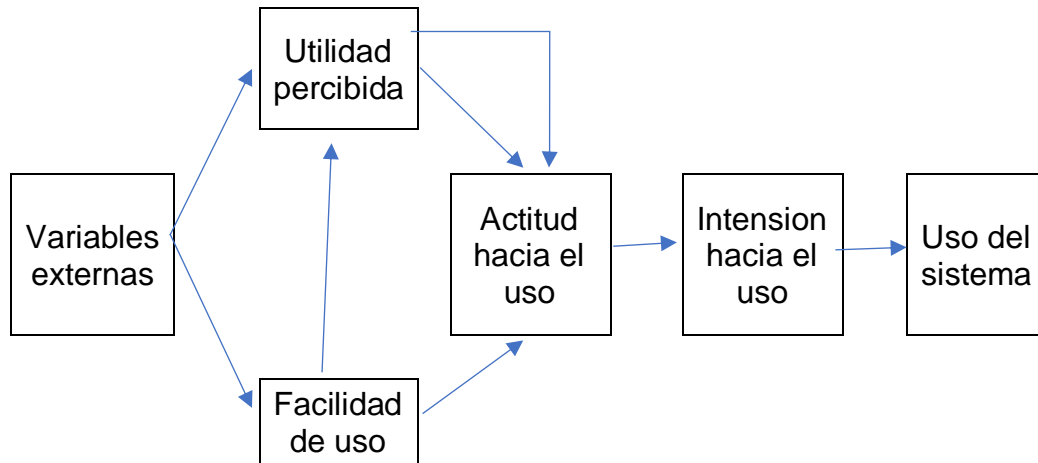 Utilidad
percibida
Variables
externas
Actitud
hacia el
uso
Intension
hacia el
uso
Uso del
sistema
Facilidad
de uso